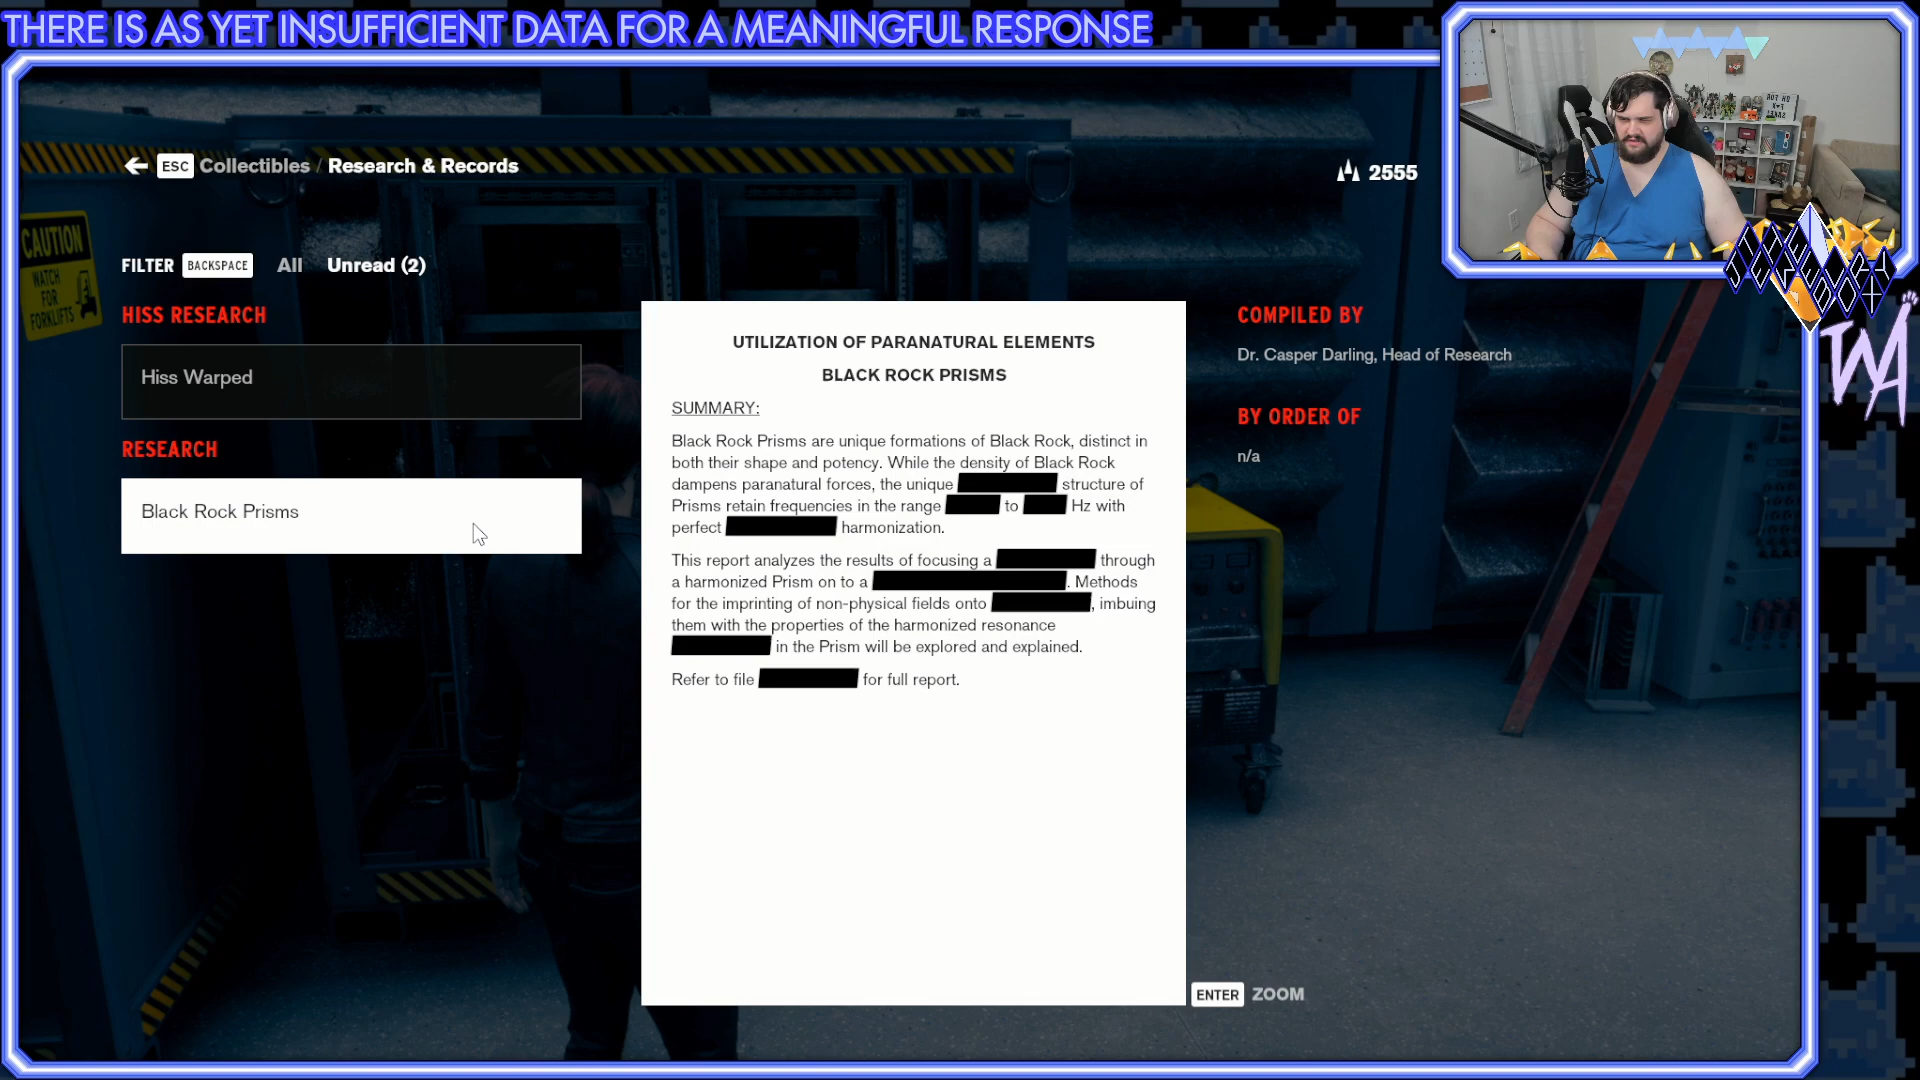 THERE IS AS YET INSUFFICIENT DATA FOR A MEANINGFUL RESPONSE
ESC Collectibles / Research & Records
2555
CAUTION
WATCH
FOR
FORKLIFTS
FILTER BACKSPACE All Unread (2)
HISS RESEARCH
Hiss Warped
RESEARCH
Black Rock Prisms
UTILIZATION OF PARANATURAL ELEMENTS
BLACK ROCK PRISMS
SUMMARY:
Black Rock Prisms are unique formations of Black Rock, distinct in
both their shape and potency. While the density of Black Rock
dampens paranatural forces, the unique structure of
Prisms retain frequencies in the range to Hz with
perfect harmonization.
This report analyzes the results of focusing a through
a harmonized Prism on to a . Methods
for the imprinting of non-physical fields onto , imbuing
them with the properties of the harmonized resonance
in the Prism will be explored and explained.
Refer to file for full report.
COMPILED BY
Dr. Casper Darling, Head of Research
BY ORDER OF
n/a
ENTER ZOOM